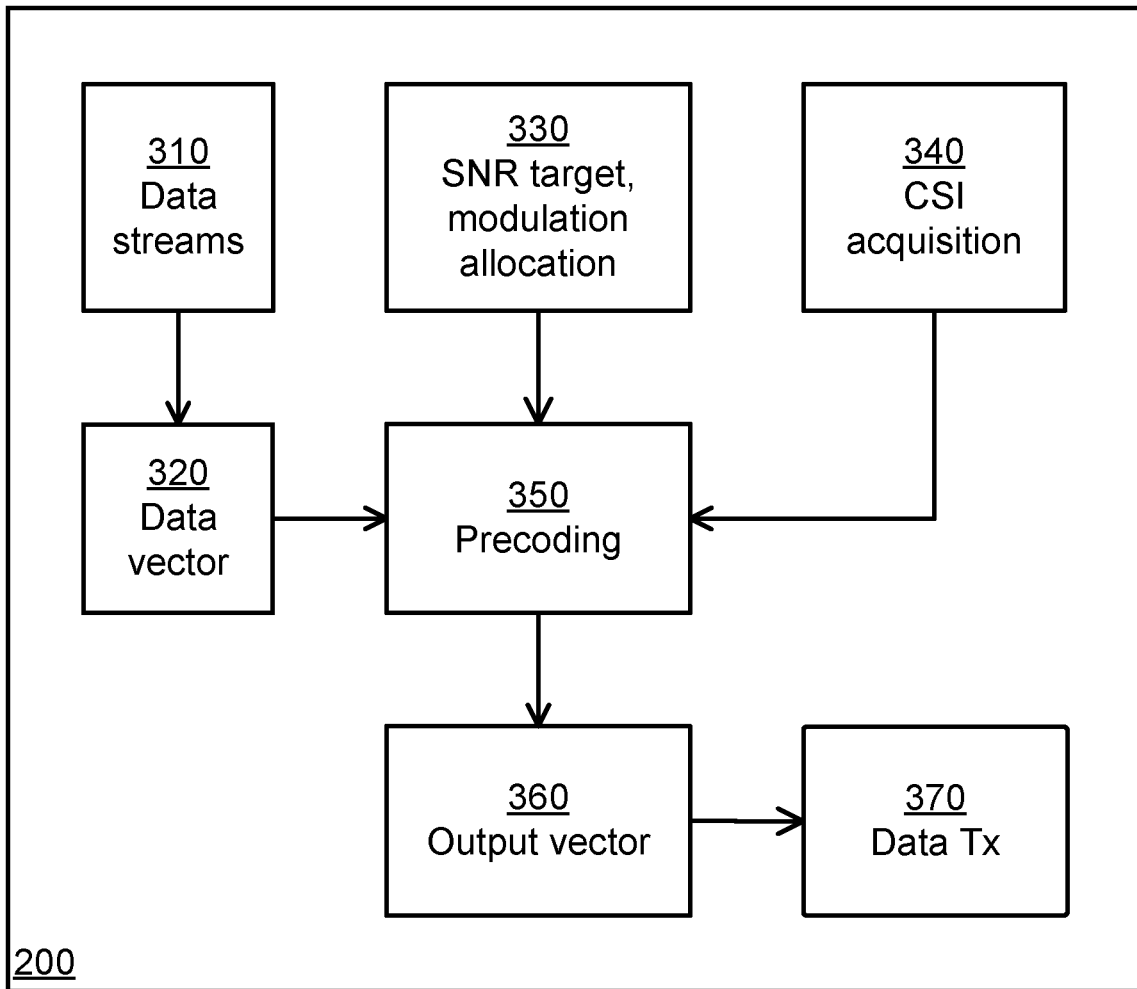 310
Data
streams
330
SNR target,
modulation
allocation
340
CSI
acquisition
320
Data
vector
350
Precoding
360
Output vector
370
Data Tx
200